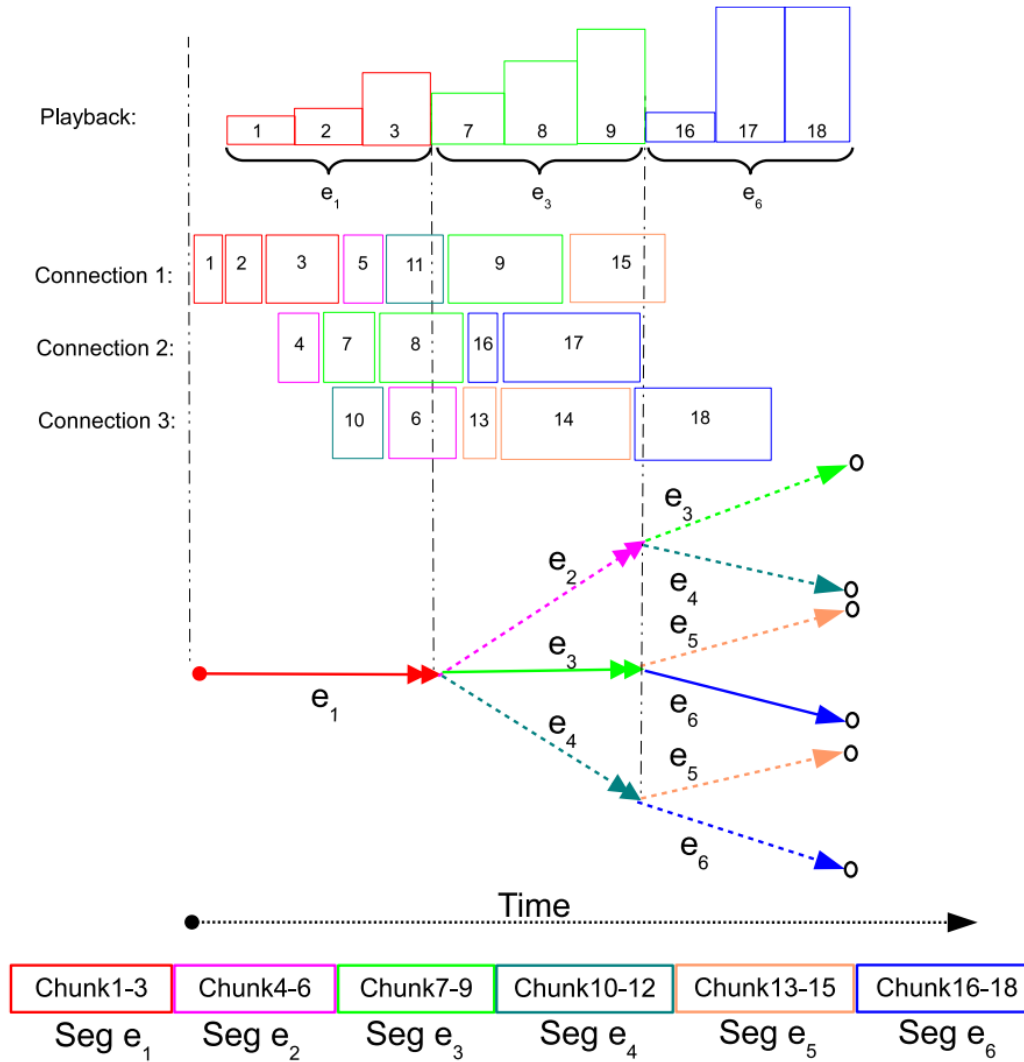 Playback:
1 2 3 7 8 9 16 17 18
e₁ e₃ e₆
Connection 1: 1 2 3 5 11 9 15
Connection 2: 4 7 8 16 17
Connection 3: 10 6 13 14 18
e₃
e₂
e₄
e₅
e₃
e₁
e₆
e₄
e₅
e₆
Time
Chunk1-3 Chunk4-6 Chunk7-9 Chunk10-12 Chunk13-15 Chunk16-18
Seg e₁ Seg e₂ Seg e₃ Seg e₄ Seg e₅ Seg e₆